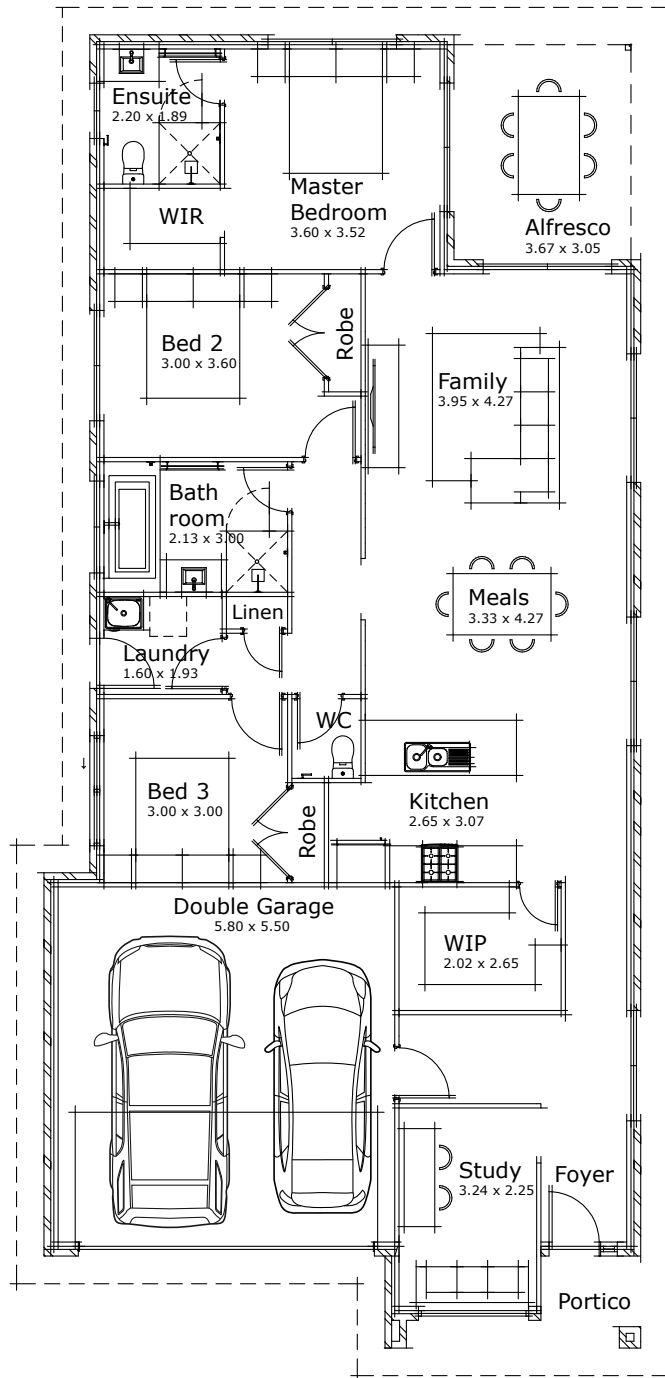 Ensuite
2.20 x 1.89
WIR
Master
Bedroom
3.60 x 3.52
Alfresco
3.67 x 3.05
Bed 2
3.00 x 3.60
Robe
Family
3.95 x 4.27
Bath
room
2.13 x 3.00
Linen
Meals
3.33 x 4.27
Laundry
1.60 x 1.93
WC
Bed 3
3.00 x 3.00
Robe
Kitchen
2.65 x 3.07
Double Garage
5.80 x 5.50
WIP
2.02 x 2.65
Study
3.24 x 2.25
Foyer
Portico